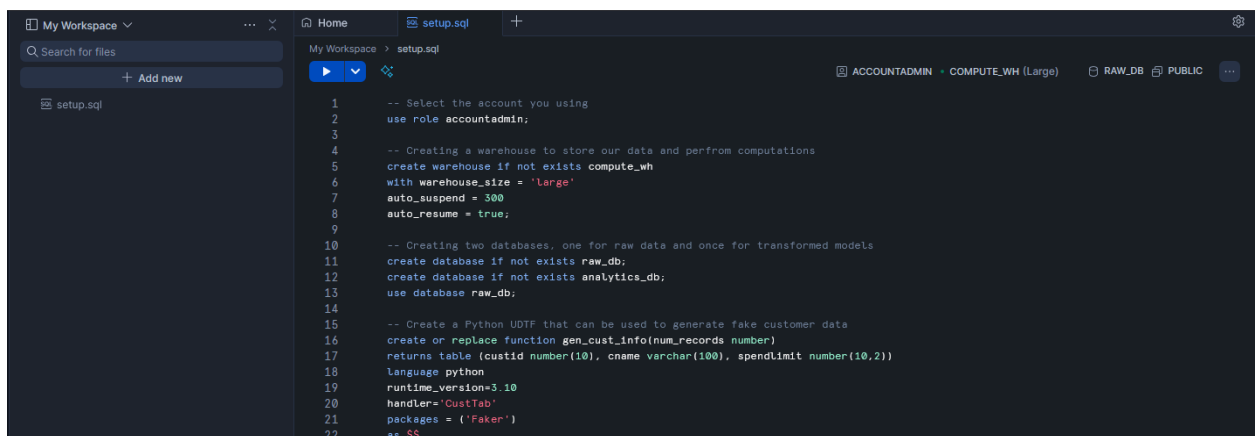 My Workspace
Search for files
+ Add new
setup.sql
Home
setup.sql
My Workspace > setup.sql
ACCOUNTADMIN • COMPUTE_WH (Large)
RAW_DB
PUBLIC
1 -- Select the account you using
2 use role accountadmin;
3
4 -- Creating a warehouse to store our data and perfrom computations
5 create warehouse if not exists compute_wh
6 with warehouse_size = 'large'
7 auto_suspend = 300
8 auto_resume = true;
9
10 -- Creating two databases, one for raw data and once for transformed models
11 create database if not exists raw_db;
12 create database if not exists analytics_db;
13 use database raw_db;
14
15 -- Create a Python UDTF that can be used to generate fake customer data
16 create or replace function gen_cust_info(num_records number)
17 returns table (custid number(10), cname varchar(100), spendlimit number(10,2))
18 language python
19 runtime_version=3.10
20 handler='CustTab'
21 packages = ('Faker')
22 as $$